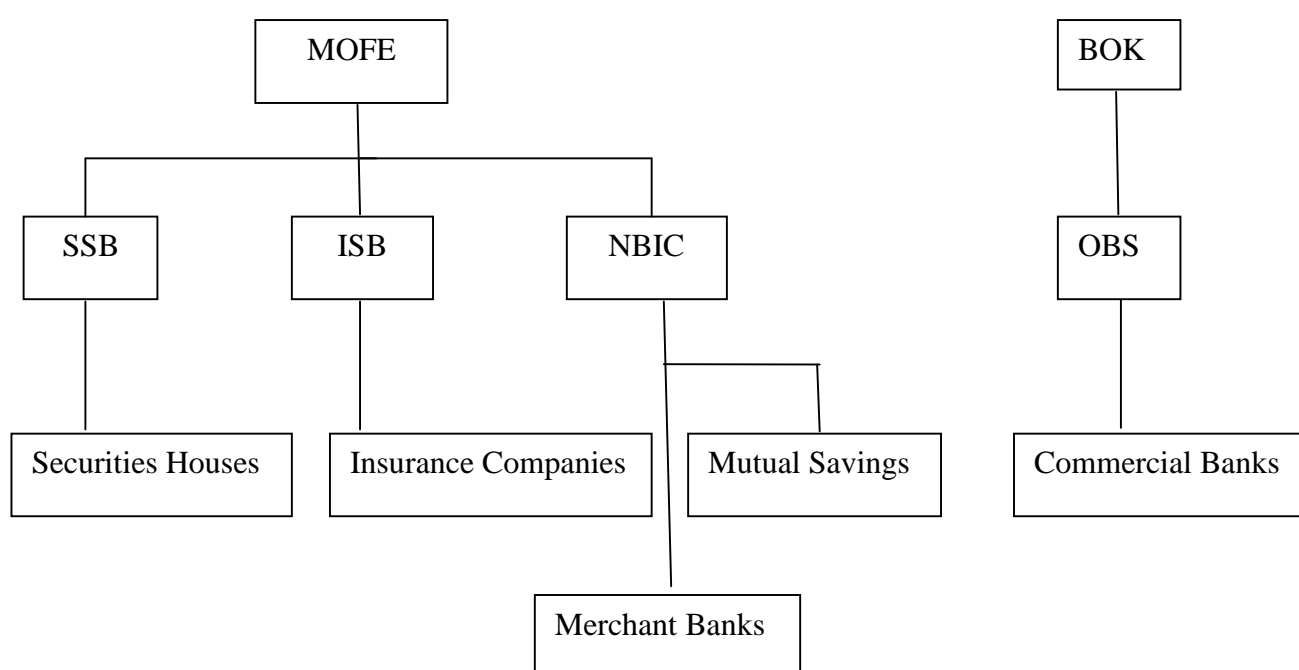 MOFE
BOK
SSB
ISB
NBIC
OBS
Securities Houses
Insurance Companies
Mutual Savings
Commercial Banks
Merchant Banks